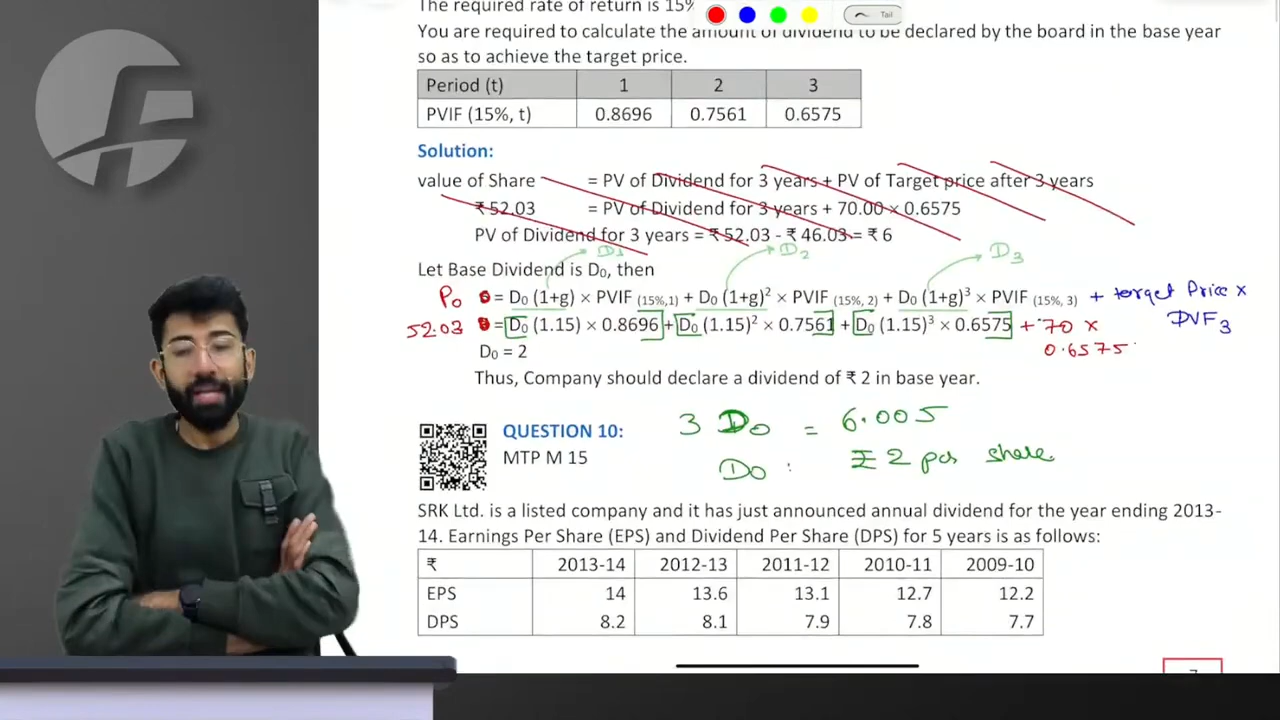 The required rate of return is 15%
Tail
You are required to calculate the amount of dividend to be declared by the board in the base year
so as to achieve the target price.
Period (t) 1 2 3
PVIF (15%, t) 0.8696 0.7561 0.6575
Solution:
value of Share = PV of Dividend for 3 years + PV of Target price after 3 years
₹ 52.03 = PV of Dividend for 3 years + 70.00 × 0.6575
PV of Dividend for 3 years = ₹ 52.03 - ₹ 46.03 = ₹ 6
D₁ D₂ D₃
Let Base Dividend is D₀, then
P₀ = D₀ (1+g) × PVIF (15%,1) + D₀ (1+g)² × PVIF (15%, 2) + D₀ (1+g)³ × PVIF (15%, 3) + target Price ×
PVF₃
52.03 = D₀ (1.15) × 0.8696 + D₀ (1.15)² × 0.7561 + D₀ (1.15)³ × 0.6575 + 70 ×
0.6575
D₀ = 2
Thus, Company should declare a dividend of ₹ 2 in base year.
3 D₀ = 6.005
QUESTION 10:
MTP M 15
D₀ : ₹ 2 per share
SRK Ltd. is a listed company and it has just announced annual dividend for the year ending 2013-
14. Earnings Per Share (EPS) and Dividend Per Share (DPS) for 5 years is as follows:
₹ 2013-14 2012-13 2011-12 2010-11 2009-10
EPS 14 13.6 13.1 12.7 12.2
DPS 8.2 8.1 7.9 7.8 7.7